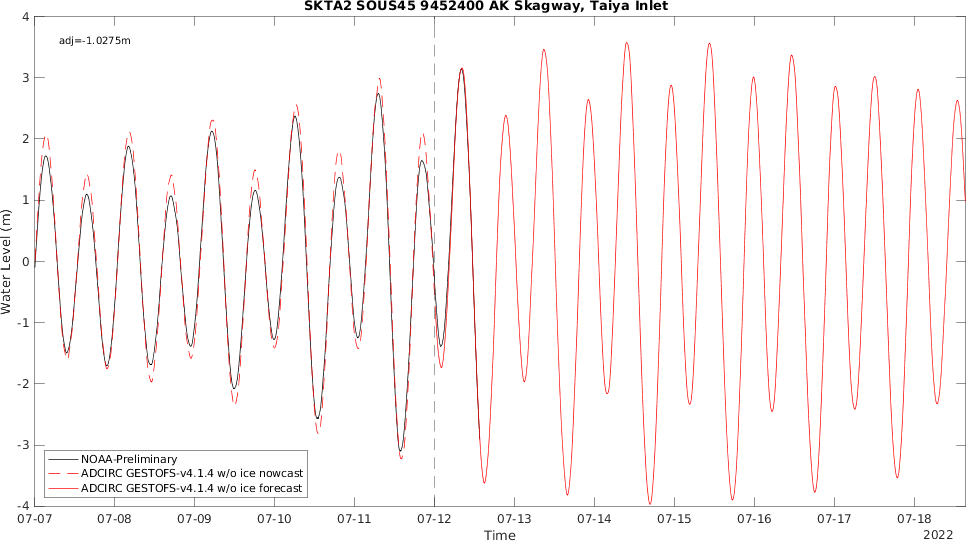 SKTA2 SOUS45 9452400 AK Skagway, Taiya Inlet
adj=-1.0275m
4
3
2
1
0
-1
-2
-3
-4
Water Level (m)
NOAA-Preliminary
ADCIRC GESTOFS-v4.1.4 w/o ice nowcast
ADCIRC GESTOFS-v4.1.4 w/o ice forecast
07-07 07-08 07-09 07-10 07-11 07-12 07-13 07-14 07-15 07-16 07-17 07-18
Time
2022